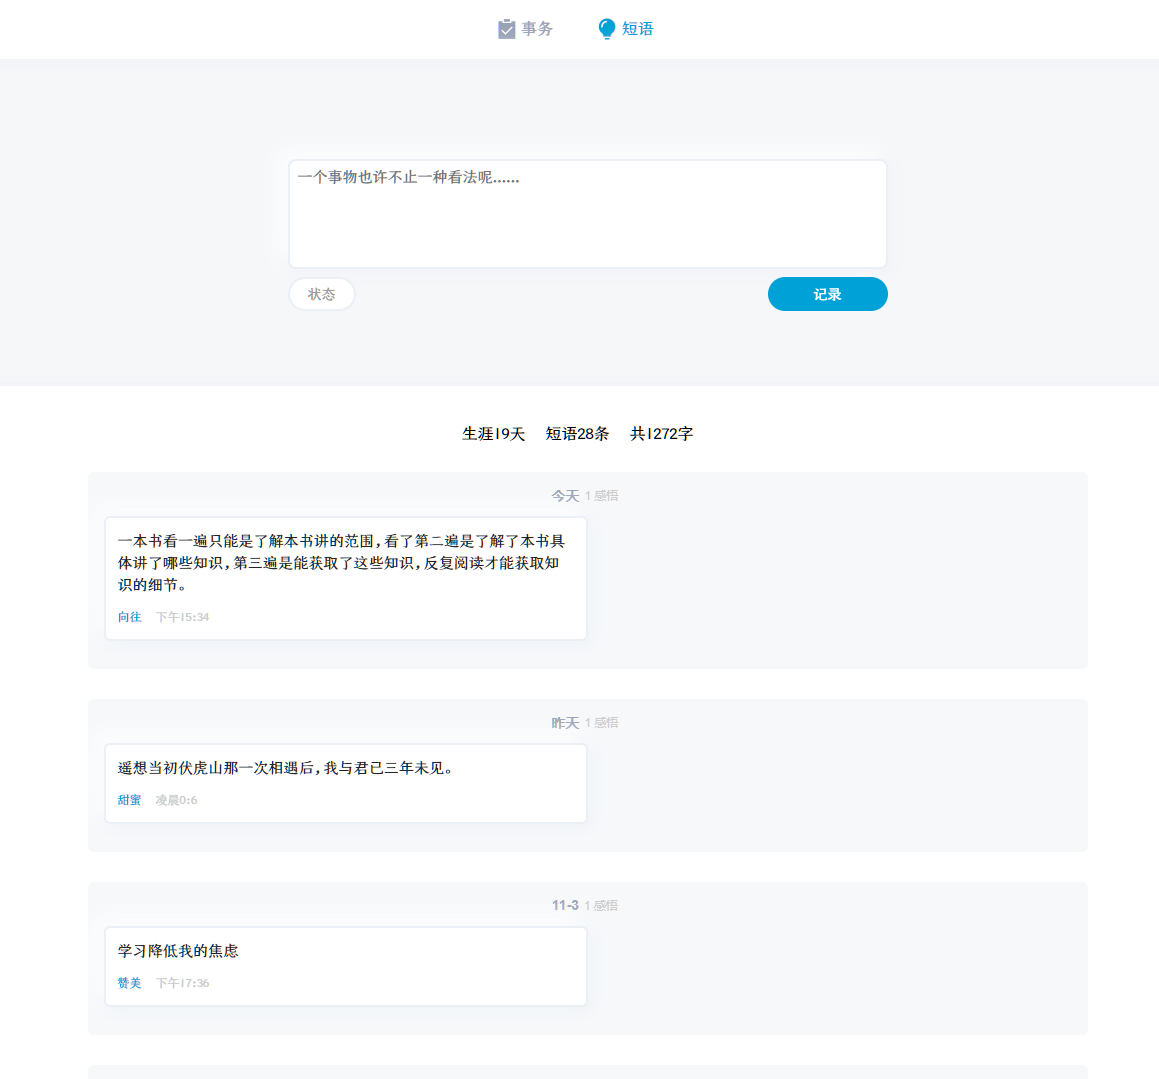 事务 短语
一个事物也许不止一种看法呢......
状态 记录
生涯19天 短语28条 共1272字
今天 1 感悟
一本书看一遍只能是了解本书讲的范围,看了第二遍是了解了本书具
体讲了哪些知识,第三遍是能获取了这些知识,反复阅读才能获取知
识的细节。
向往 下午15:34
昨天 1 感悟
遥想当初伏虎山那一次相遇后,我与君已三年未见。
甜蜜 凌晨0:6
11-3 1 感悟
学习降低我的焦虑
赞美 下午17:36